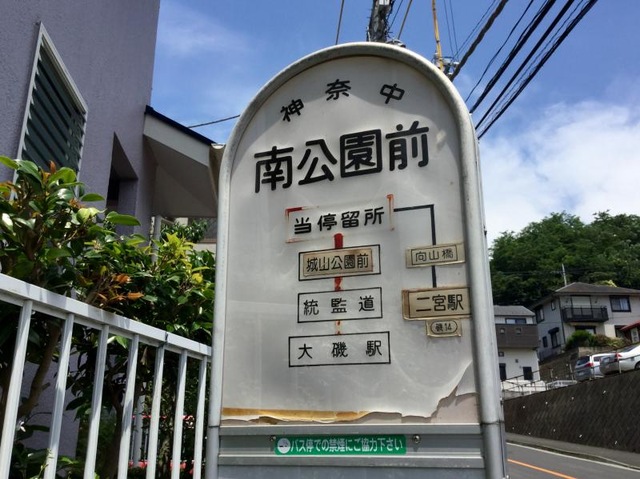 神奈中
南公園前
当停留所
城山公園前
向山橋
統監道
二宮駅
磯14
大磯駅
バス停での禁煙にご協力下さい